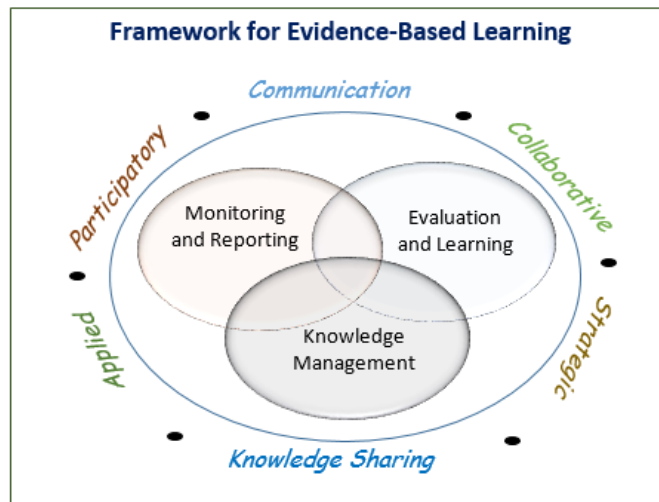 Framework for Evidence-Based Learning
Communication
Participatory
Collaborative
Monitoring
and Reporting
Evaluation
and Learning
Applied
Strategic
Knowledge
Management
Knowledge Sharing